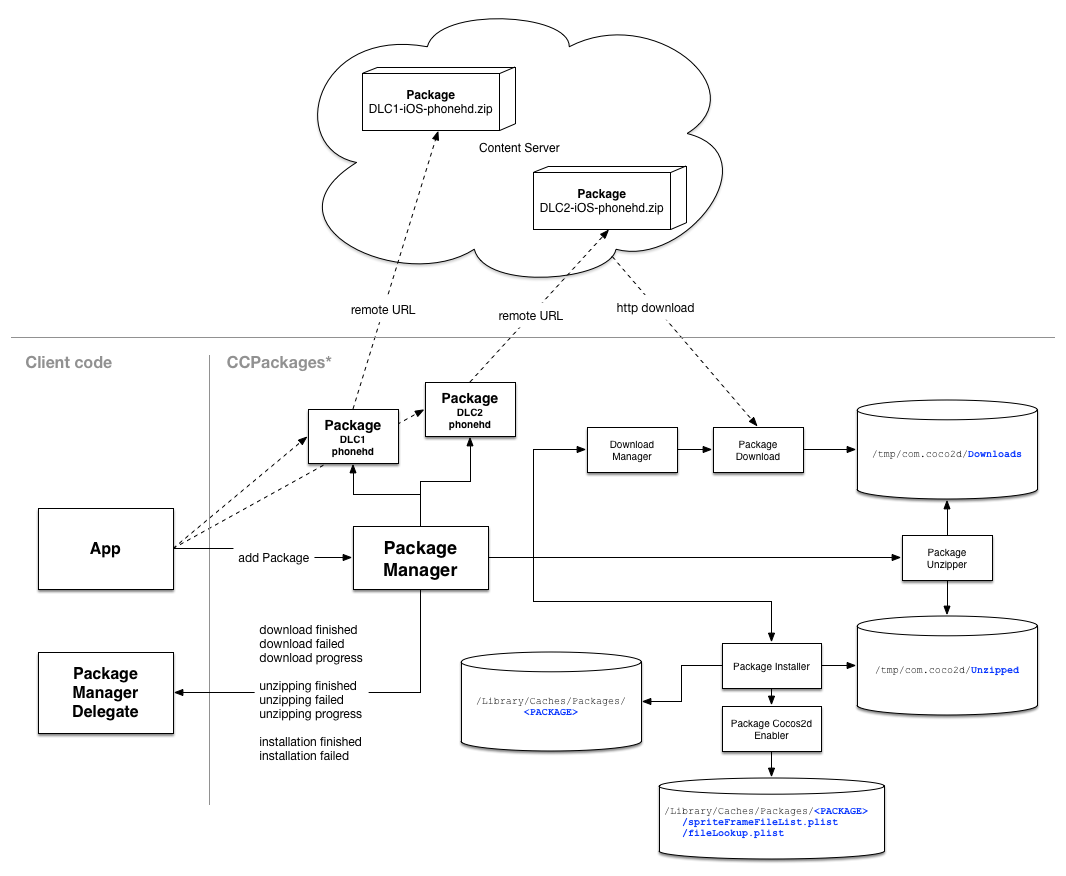 Package
DLC1-iOS-phonehd.zip
Content Server
Package
DLC2-iOS-phonehd.zip
remote URL
remote URL
http download
Client code
CCPackages*
Package
DLC1
phonehd
Package
DLC2
phonehd
Download
Manager
Package
Download
/tmp/com.coco2d/Downloads
App
add Package
Package
Manager
Package
Unzipper
download finished
download failed
download progress
unzipping finished
unzipping failed
unzipping progress
installation finished
installation failed
Package
Manager
Delegate
/Library/Caches/Packages/
<PACKAGE>
Package Installer
/tmp/com.coco2d/Unzipped
Package Cocos2d
Enabler
/Library/Caches/Packages/<PACKAGE>
/spriteFrameFileList.plist
/fileLookup.plist